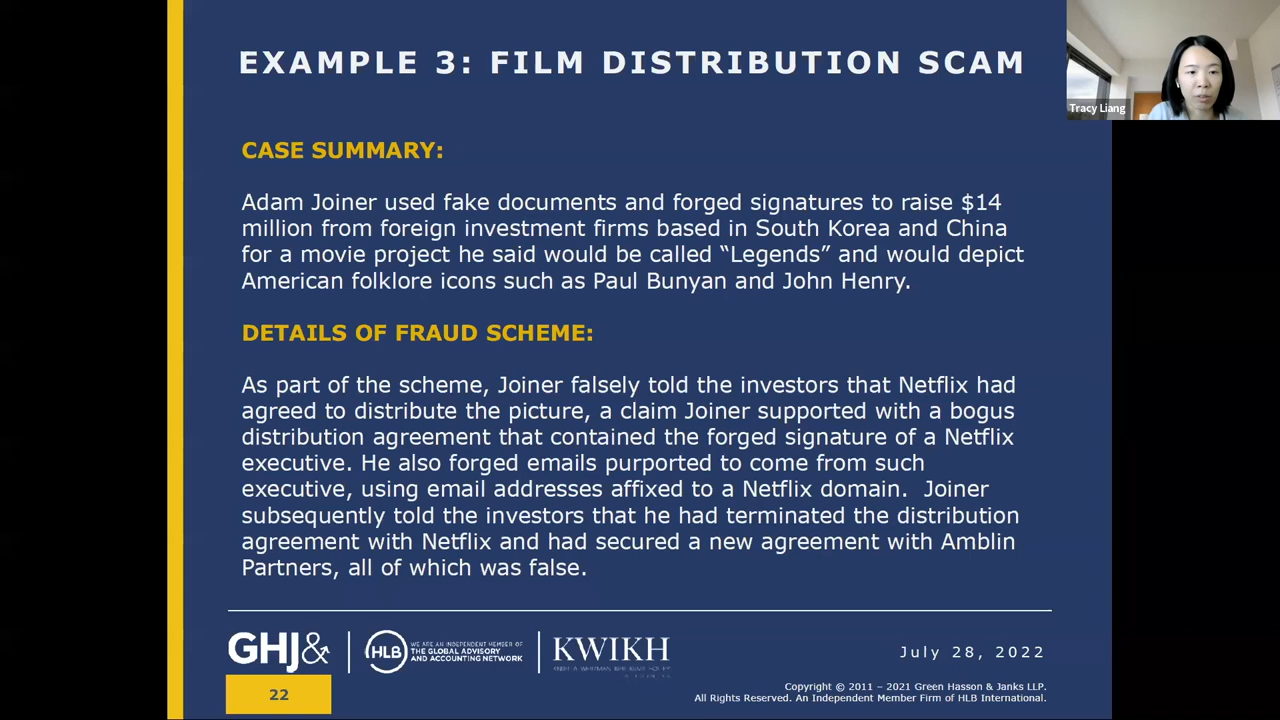 EXAMPLE 3: FILM DISTRIBUTION SCAM
Tracy Liang
CASE SUMMARY:
Adam Joiner used fake documents and forged signatures to raise $14
million from foreign investment firms based in South Korea and China
for a movie project he said would be called “Legends” and would depict
American folklore icons such as Paul Bunyan and John Henry.
DETAILS OF FRAUD SCHEME:
As part of the scheme, Joiner falsely told the investors that Netflix had
agreed to distribute the picture, a claim Joiner supported with a bogus
distribution agreement that contained the forged signature of a Netflix
executive. He also forged emails purported to come from such
executive, using email addresses affixed to a Netflix domain. Joiner
subsequently told the investors that he had terminated the distribution
agreement with Netflix and had secured a new agreement with Amblin
Partners, all of which was false.
GHJ&
HLB
WE ARE AN INDEPENDENT MEMBER OF
THE GLOBAL ADVISORY
AND ACCOUNTING NETWORK
KWIKH
July 28, 2022
22
Copyright © 2011 – 2021 Green Hasson & Janks LLP.
All Rights Reserved. An Independent Member Firm of HLB International.